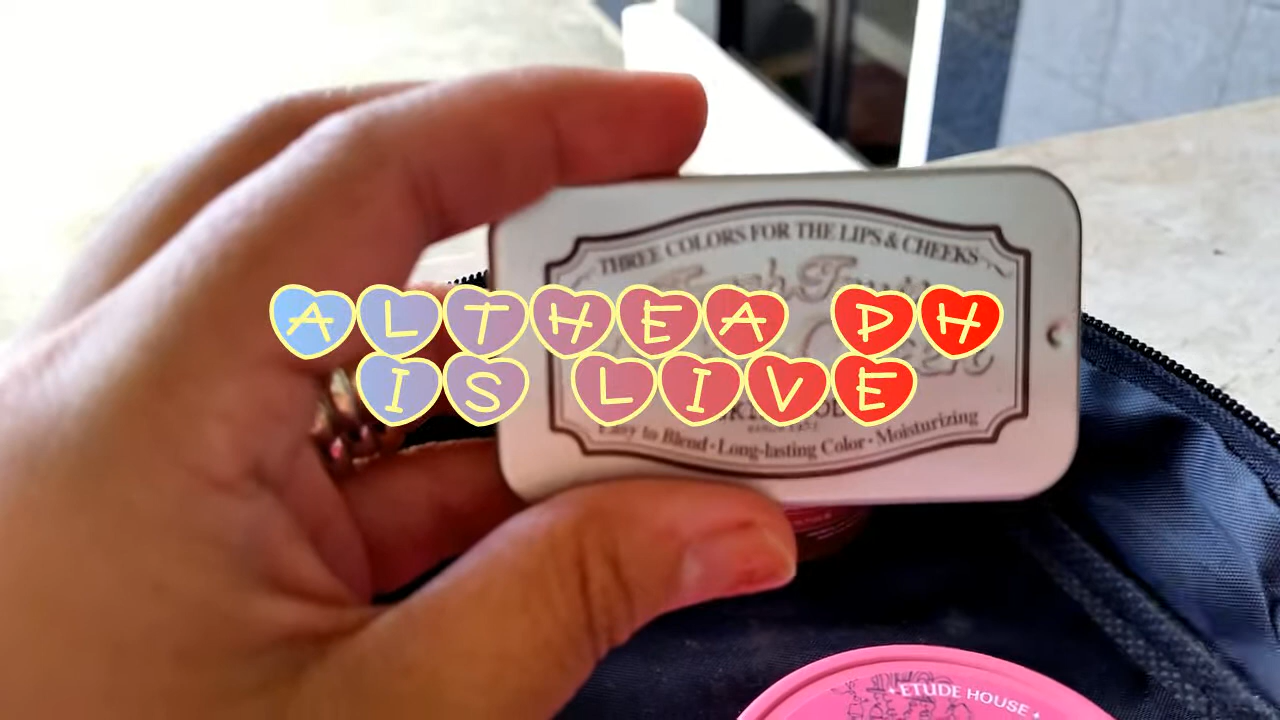 THREE COLORS FOR THE LIPS & CHEEKS
ALTHEA PH
IS LIVE
Easy to Blend · Long-lasting Color · Moisturizing
ETUDE HOUSE